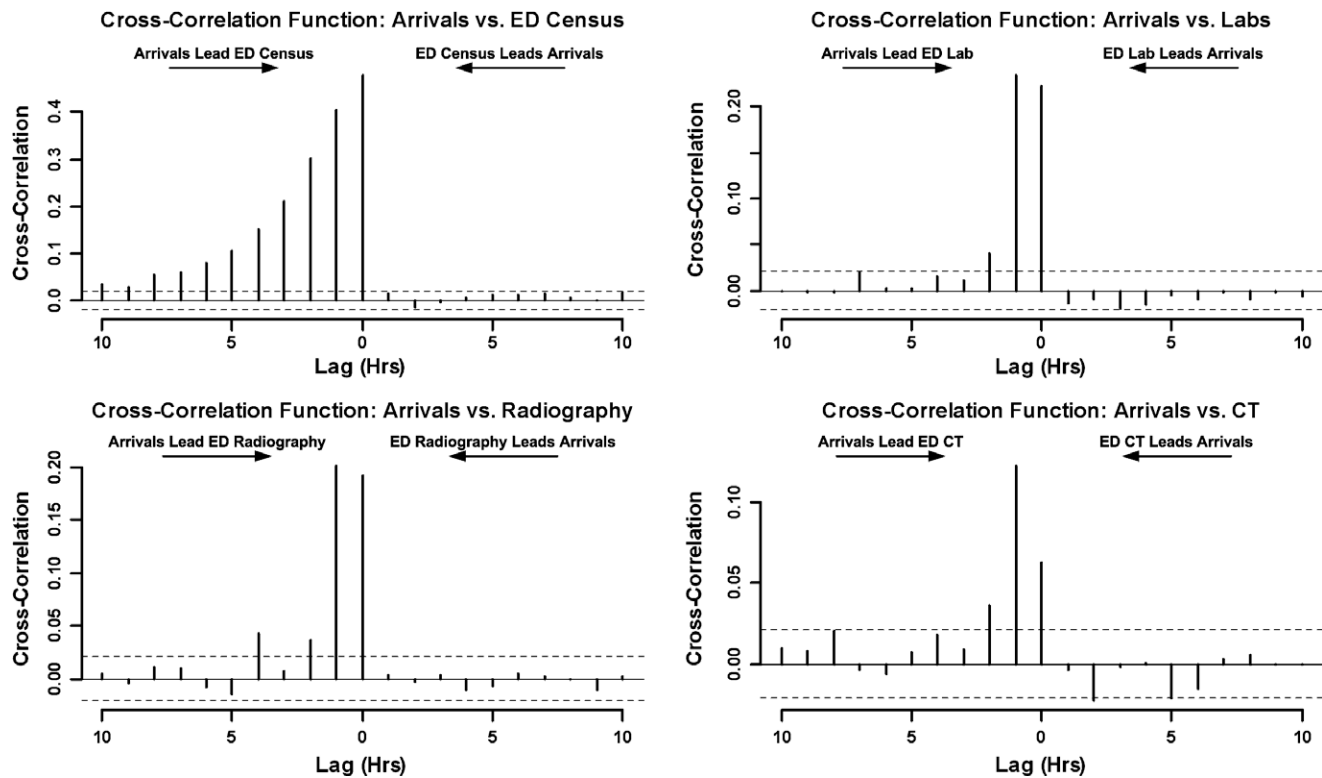 Cross-Correlation Function: Arrivals vs. ED Census
Arrivals Lead ED Census
ED Census Leads Arrivals
Cross-Correlation
0.4
0.3
0.2
0.1
0.0
10
5
0
5
10
Lag (Hrs)
Cross-Correlation Function: Arrivals vs. Labs
Arrivals Lead ED Lab
ED Lab Leads Arrivals
Cross-Correlation
0.20
0.10
0.00
10
5
0
5
10
Lag (Hrs)
Cross-Correlation Function: Arrivals vs. Radiography
Arrivals Lead ED Radiography
ED Radiography Leads Arrivals
Cross-Correlation
0.20
0.15
0.10
0.05
0.00
10
5
0
5
10
Lag (Hrs)
Cross-Correlation Function: Arrivals vs. CT
Arrivals Lead ED CT
ED CT Leads Arrivals
Cross-Correlation
0.10
0.05
0.00
10
5
0
5
10
Lag (Hrs)